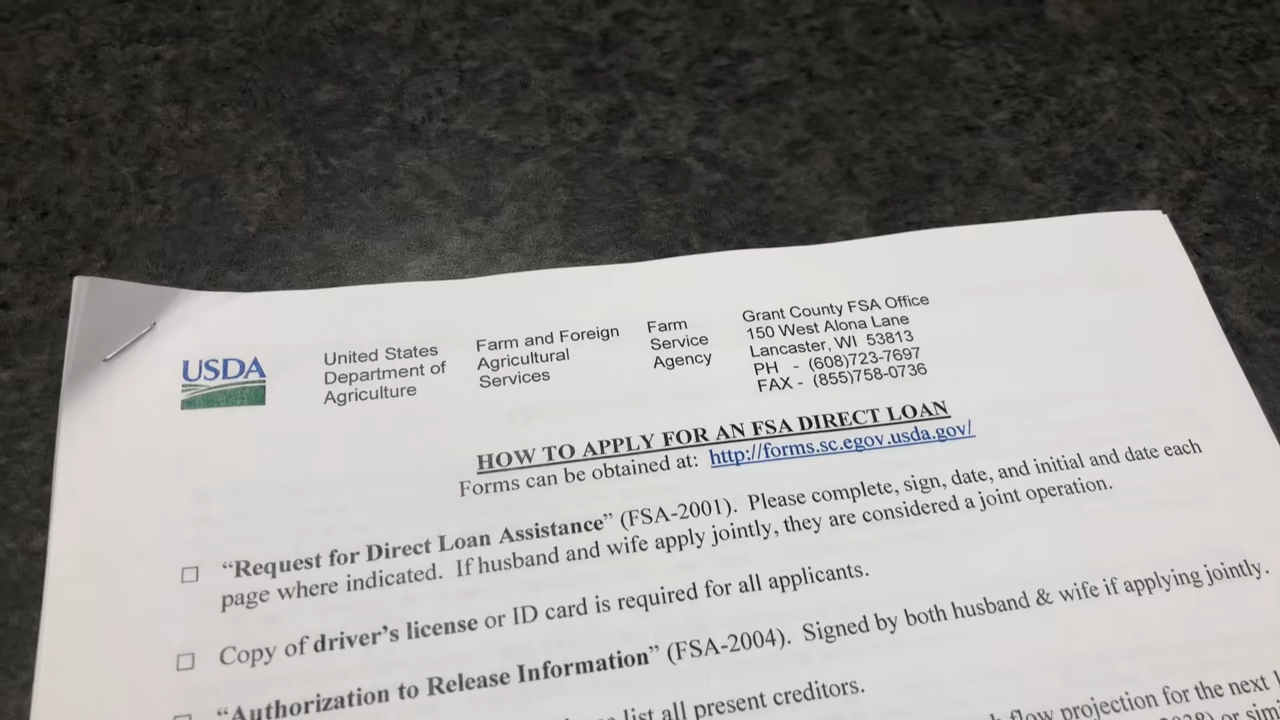 USDA
United States
Department of
Agriculture
Farm and Foreign
Agricultural
Services
Farm
Service
Agency
Grant County FSA Office
150 West Alona Lane
Lancaster, WI 53813
PH - (608)723-7697
FAX - (855)758-0736
HOW TO APPLY FOR AN FSA DIRECT LOAN
Forms can be obtained at: http://forms.sc.egov.usda.gov/
☐ “Request for Direct Loan Assistance” (FSA-2001). Please complete, sign, date, and initial and date each
page where indicated. If husband and wife apply jointly, they are considered a joint operation.
☐ Copy of driver’s license or ID card is required for all applicants.
☐ “Authorization to Release Information” (FSA-2004). Signed by both husband & wife if applying jointly.
list all present creditors.
flow projection for the next
or